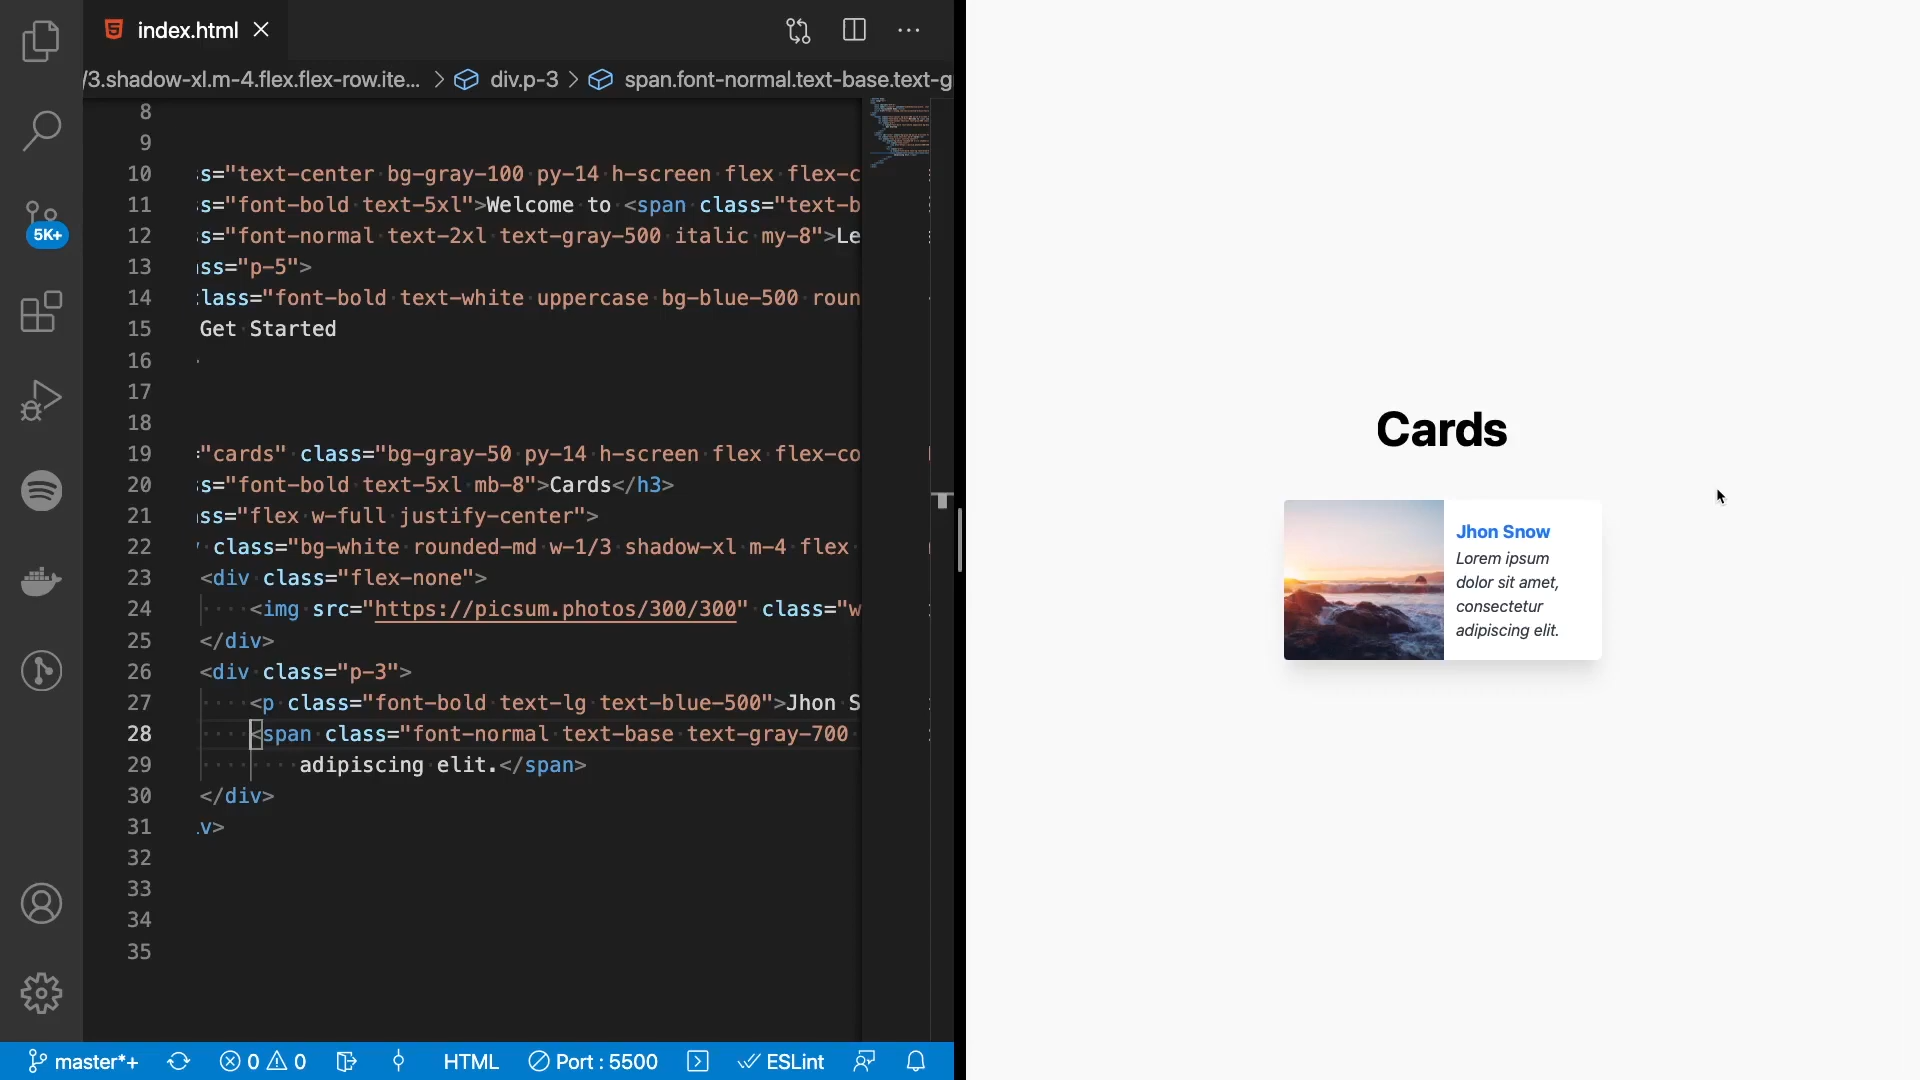 index.html
/3.shadow-xl.m-4.flex.flex-row.ite... > div.p-3 > span.font-normal.text-base.text-g
8
9
10 s="text-center bg-gray-100 py-14 h-screen flex flex-c
11 s="font-bold text-5xl">Welcome to <span class="text-b
12 s="font-normal text-2xl text-gray-500 italic my-8">Le
13 ss="p-5">
14 lass="font-bold text-white uppercase bg-blue-500 roun
15 Get Started
16
17
18
19 ="cards" class="bg-gray-50 py-14 h-screen flex flex-co
20 s="font-bold text-5xl mb-8">Cards</h3>
21 ss="flex w-full justify-center">
22 class="bg-white rounded-md w-1/3 shadow-xl m-4 flex
23 <div class="flex-none">
24 <img src="https://picsum.photos/300/300" class="w
25 </div>
26 <div class="p-3">
27 <p class="font-bold text-lg text-blue-500">Jhon S
28 <span class="font-normal text-base text-gray-700
29 adipiscing elit.</span>
30 </div>
31 v>
32
33
34
35
5K+
master*+ 0 0 HTML Port : 5500 ESLint
Cards
Jhon Snow
Lorem ipsum
dolor sit amet,
consectetur
adipiscing elit.